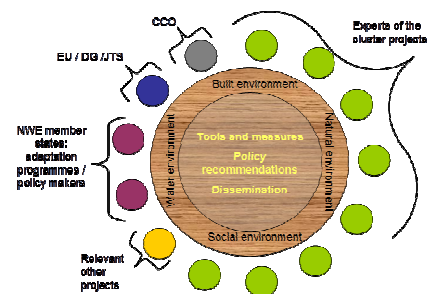 CCO
Experts of the
cluster projects
EU / DG /JTS
Built environment
NWE member
states:
adaptation
programmes /
policy makers
Water environment
Natural environment
Tools and measures
Policy
recommendations
Dissemination
Social environment
Relevant
other
projects